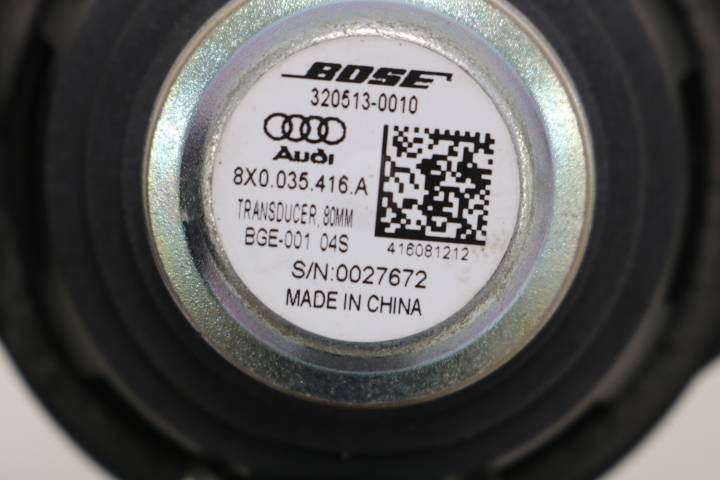 BOSE
320513-0010
Audi
8X0.035.416.A
TRANSDUCER, 80MM
BGE-001 04S
416081212
S/N:0027672
MADE IN CHINA